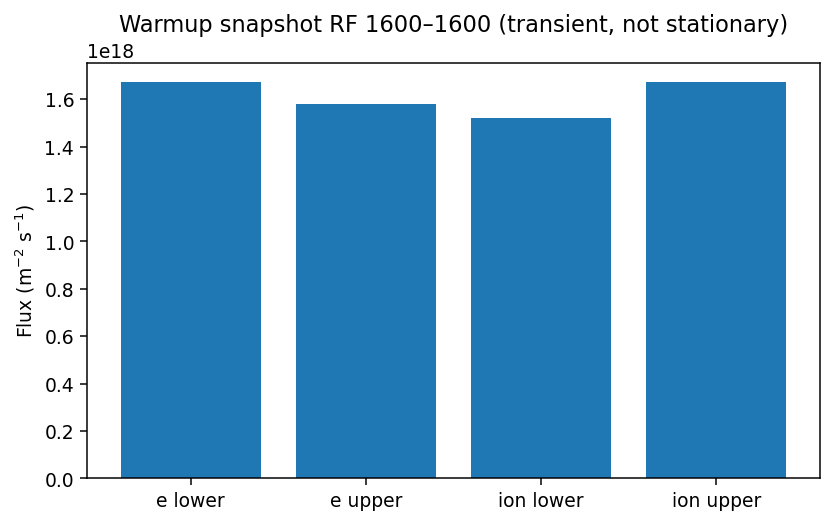 Warmup snapshot RF 1600–1600 (transient, not stationary)
1e18
1.6
1.4
1.2
1.0
0.8
0.6
0.4
0.2
0.0
Flux (m⁻² s⁻¹)
e lower
e upper
ion lower
ion upper